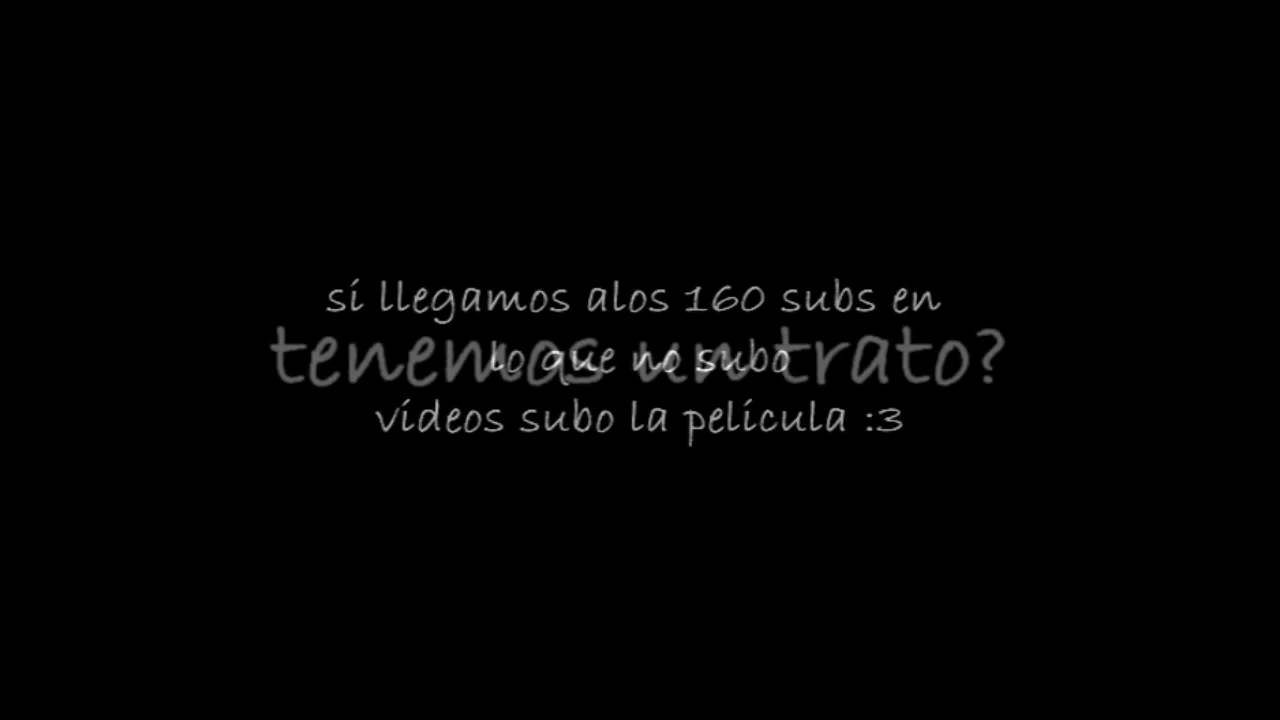 si llegamos alos 160 subs en
lo que no subo
videos subo la pelicula :3
tenemos un trato?